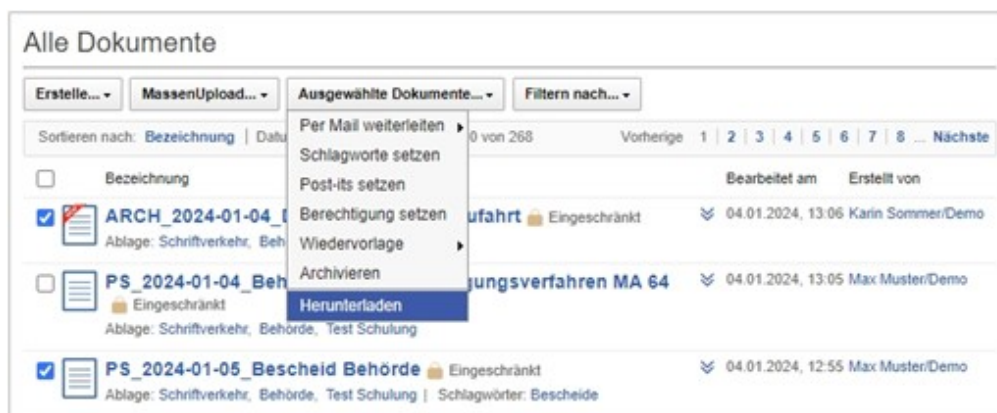 Alle Dokumente
Erstelle... MassenUpload... Ausgewählte Dokumente... Filtern nach...
Sortieren nach: Bezeichnung | Datu Per Mail weiterleiten 0 von 268 Vorherige 1 | 2 | 3 | 4 | 5 | 6 | 7 | 8 ... Nächste
Schlagworte setzen
Bezeichnung Post-its setzen Bearbeitet am Erstellt von
ARCH_2024-01-04_ Berechtigung setzen ufahrt Eingeschränkt 04.01.2024, 13:06 Karin Sommer/Demo
Ablage: Schriftverkehr, Beh Wiedervorlage
Archivieren
PS_2024-01-04_Beh gungsverfahren MA 64 04.01.2024, 13:05 Max Muster/Demo
Eingeschränkt Herunterladen
Ablage: Schriftverkehr, Behörde, Test Schulung
PS_2024-01-05_Bescheid Behörde Eingeschränkt 04.01.2024, 12:55 Max Muster/Demo
Ablage: Schriftverkehr, Behörde, Test Schulung | Schlagwörter: Bescheide